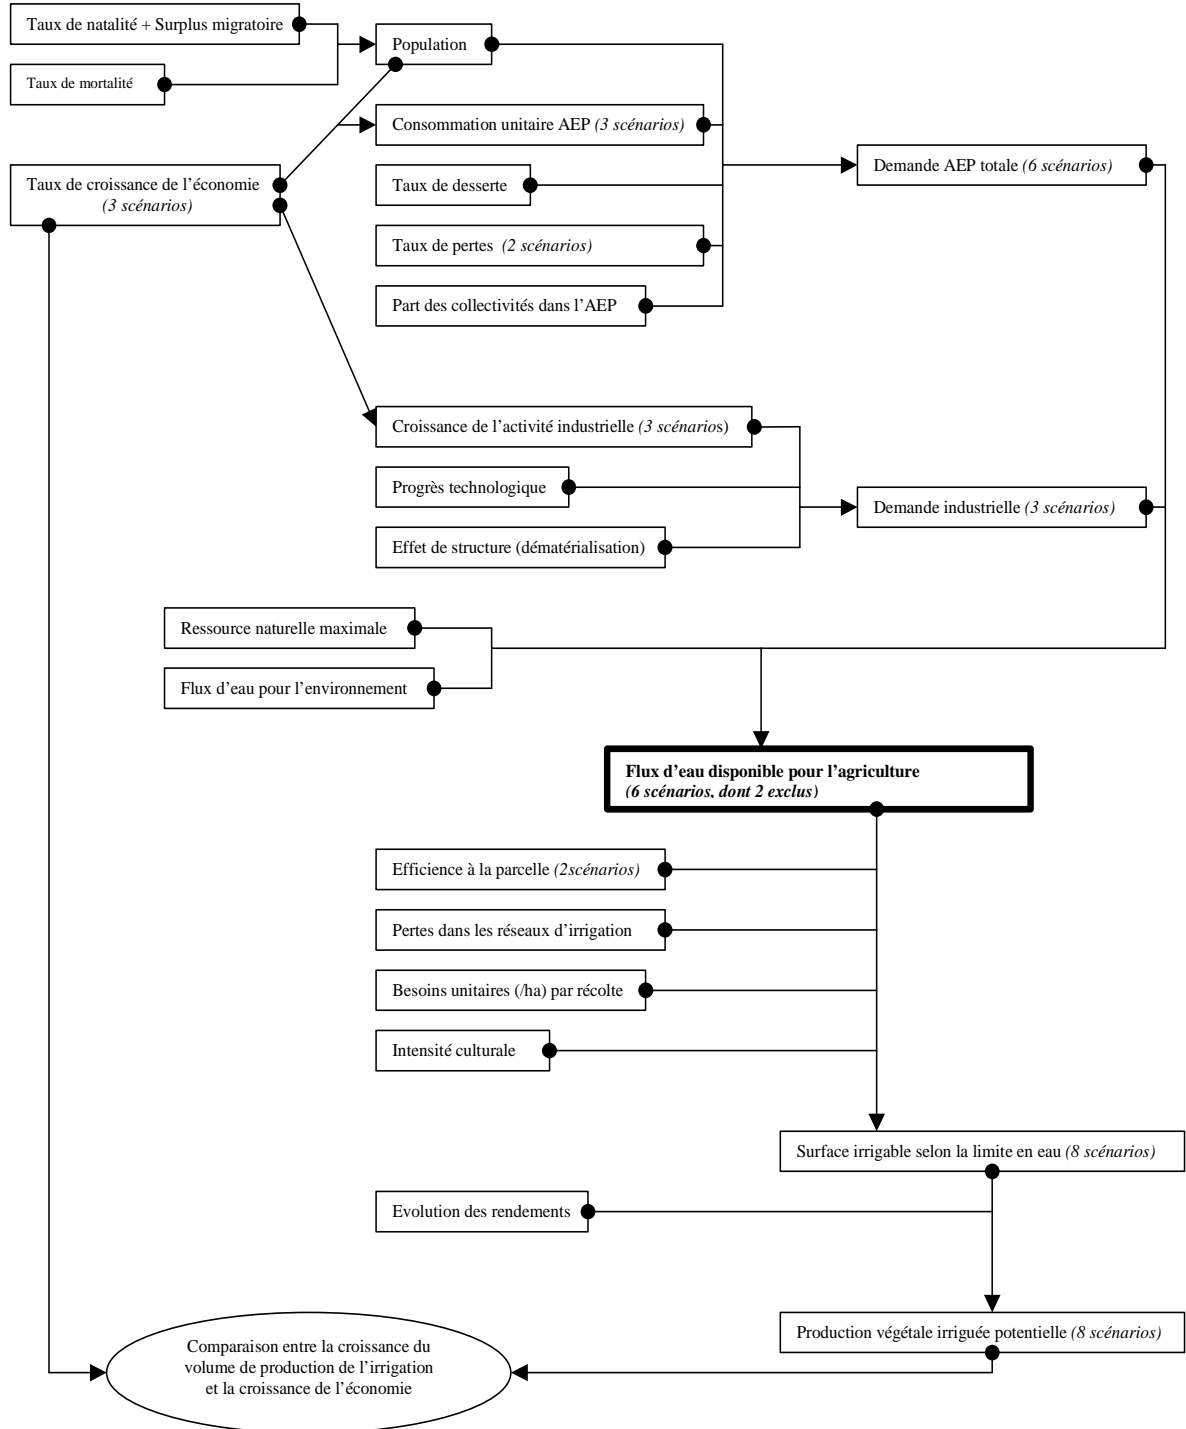 Taux de natalité + Surplus migratoire
Population
Taux de mortalité
Consommation unitaire AEP (3 scénarios)
Taux de croissance de l’économie
(3 scénarios)
Demande AEP totale (6 scénarios)
Taux de desserte
Taux de pertes (2 scénarios)
Part des collectivités dans l’AEP
Croissance de l’activité industrielle (3 scénarios)
Progrès technologique
Demande industrielle (3 scénarios)
Effet de structure (dématérialisation)
Ressource naturelle maximale
Flux d’eau pour l’environnement
Flux d’eau disponible pour l’agriculture
(6 scénarios, dont 2 exclus)
Efficience à la parcelle (2scénarios)
Pertes dans les réseaux d’irrigation
Besoins unitaires (/ha) par récolte
Intensité culturale
Surface irrigable selon la limite en eau (8 scénarios)
Evolution des rendements
Production végétale irriguée potentielle (8 scénarios)
Comparaison entre la croissance du
volume de production de l’irrigation
et la croissance de l’économie